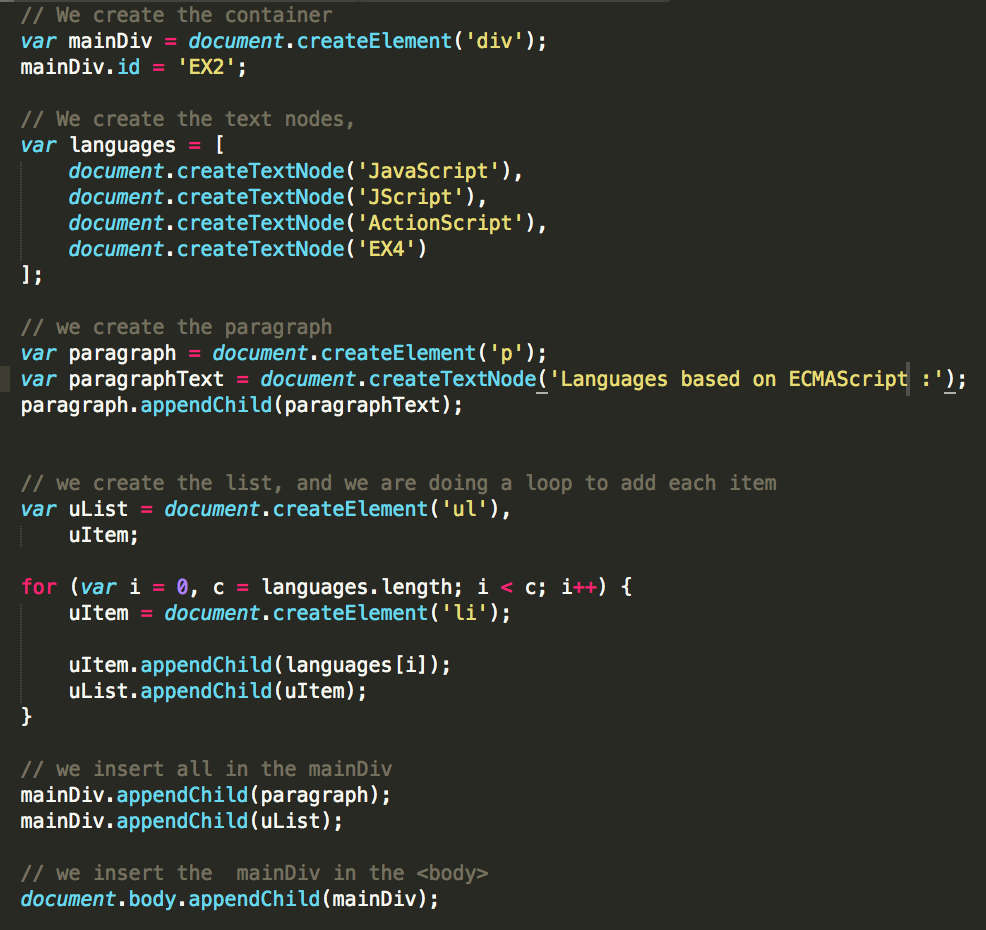 // We create the container
var mainDiv = document.createElement('div');
mainDiv.id = 'EX2';
// We create the text nodes,
var languages = [
    document.createTextNode('JavaScript'),
    document.createTextNode('JScript'),
    document.createTextNode('ActionScript'),
    document.createTextNode('EX4')
];
// we create the paragraph
var paragraph = document.createElement('p');
var paragraphText = document.createTextNode('Languages based on ECMAScript :');
paragraph.appendChild(paragraphText);
// we create the list, and we are doing a loop to add each item
var uList = document.createElement('ul'),
    uItem;
for (var i = 0, c = languages.length; i < c; i++) {
    uItem = document.createElement('li');
    uItem.appendChild(languages[i]);
    uList.appendChild(uItem);
}
// we insert all in the mainDiv
mainDiv.appendChild(paragraph);
mainDiv.appendChild(uList);
// we insert the  mainDiv in the <body>
document.body.appendChild(mainDiv);